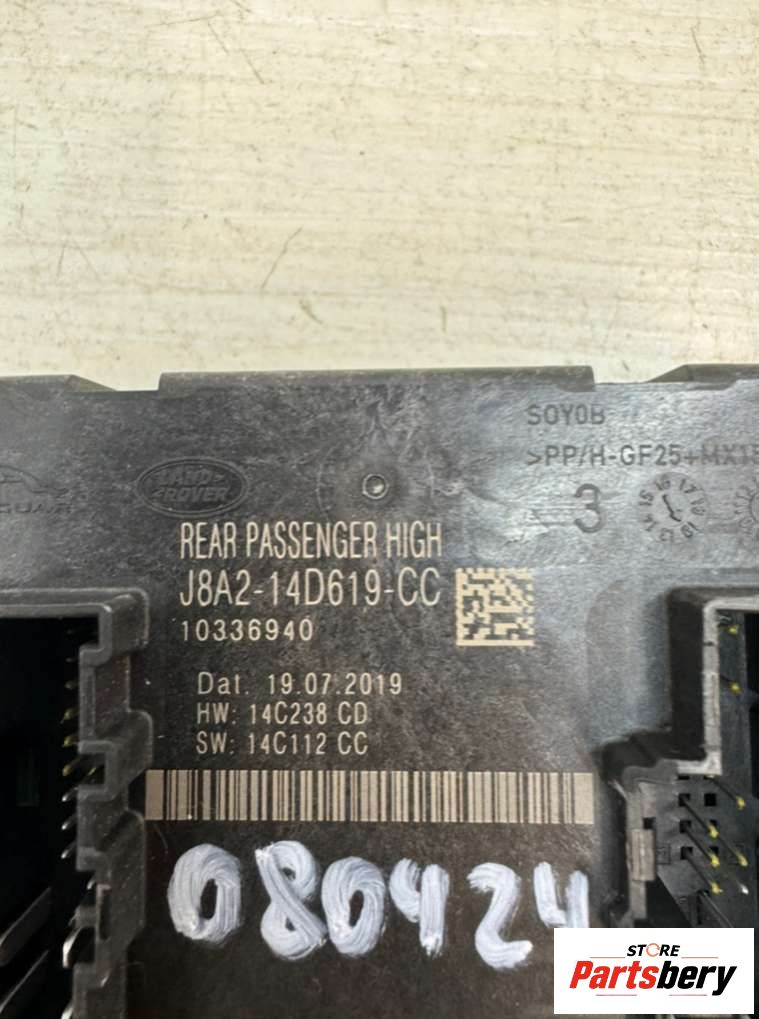 SOY0B
>PP/H-GF25+MX15
3
LAND ROVER
REAR PASSENGER HIGH
J8A2-14D619-CC
10336940
Dat. 19.07.2019
HW: 14C238 CD
SW: 14C112 CC
080424
STORE
Partsbery